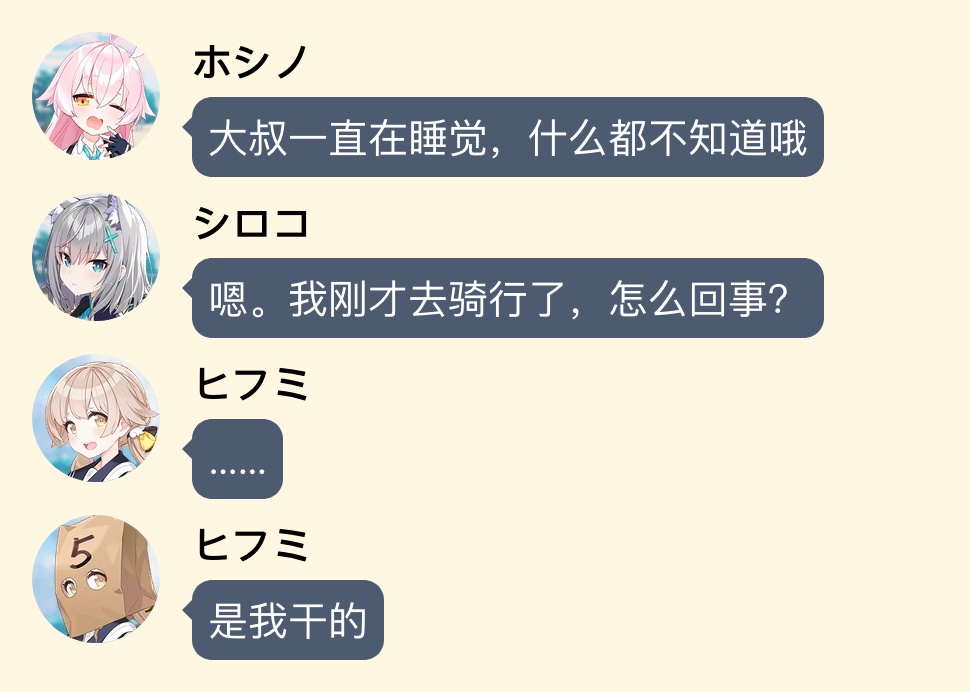 ホシノ
大叔一直在睡觉，什么都不知道哦
シロコ
嗯。我刚才去骑行了，怎么回事？
ヒフミ
……
5
ヒフミ
是我干的